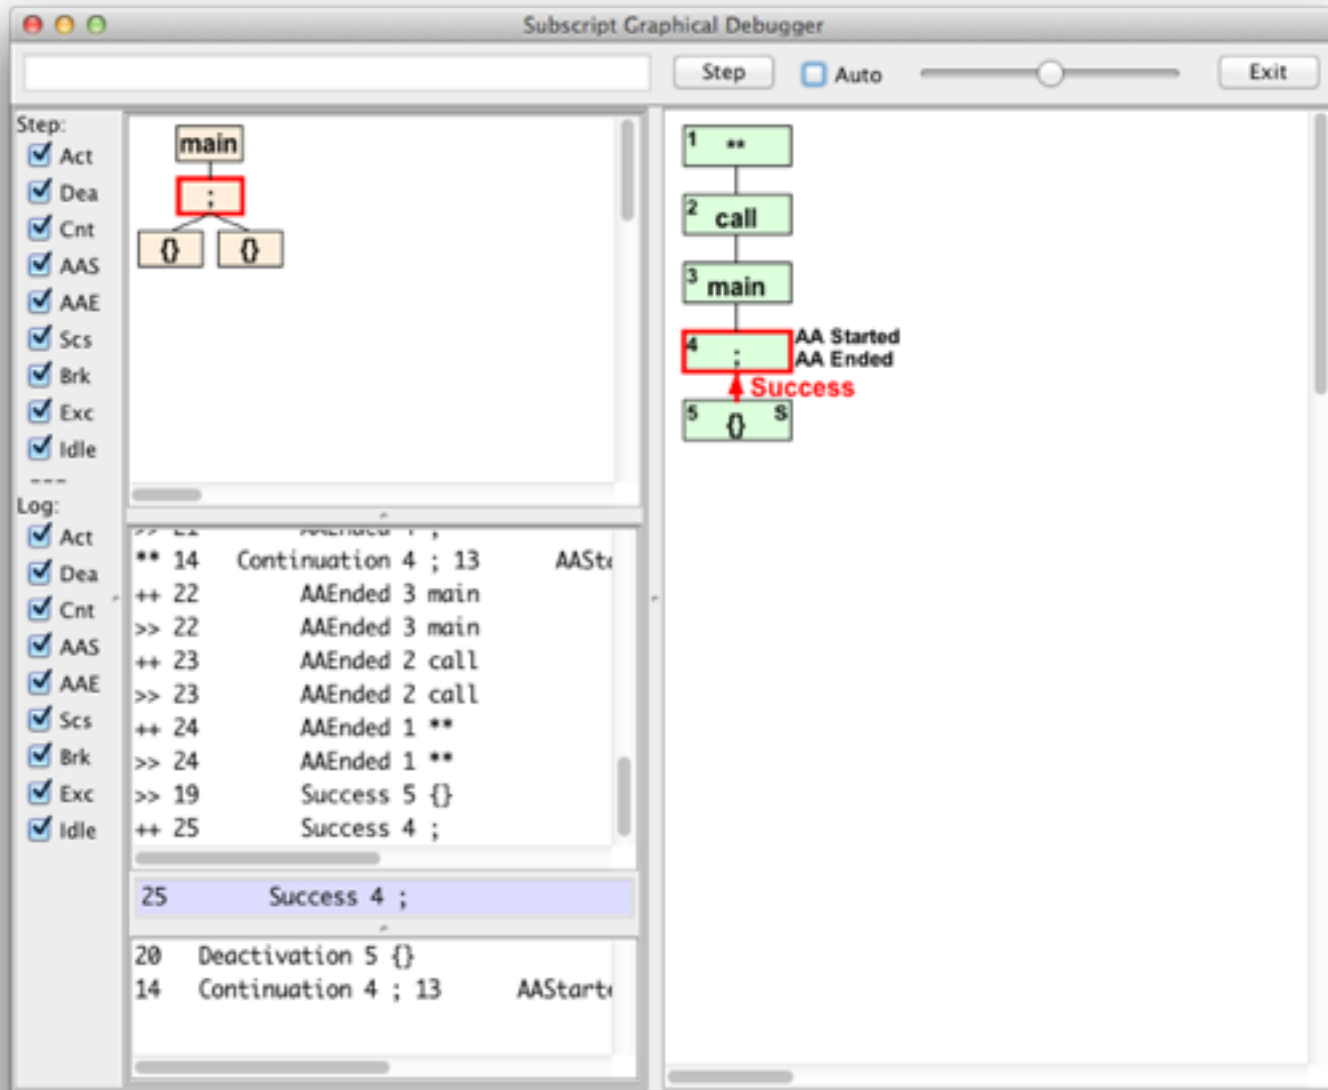 Subscript Graphical Debugger
Step Auto Exit
Step:
Act
Dea
Cnt
AAS
AAE
Scs
Brk
Exc
Idle
---
Log:
Act
Dea
Cnt
AAS
AAE
Scs
Brk
Exc
Idle
main
;
{} {}
** 14 Continuation 4 ; 13
++ 22 AAEnded 3 main
>> 22 AAEnded 3 main
++ 23 AAEnded 2 call
>> 23 AAEnded 2 call
++ 24 AAEnded 1 **
>> 24 AAEnded 1 **
>> 19 Success 5 {}
++ 25 Success 4 ;
25 Success 4 ;
20 Deactivation 5 {}
14 Continuation 4 ; 13 AAStarte
1 **
2 call
3 main
4 ; AA Started
AA Ended
Success
5 {} S